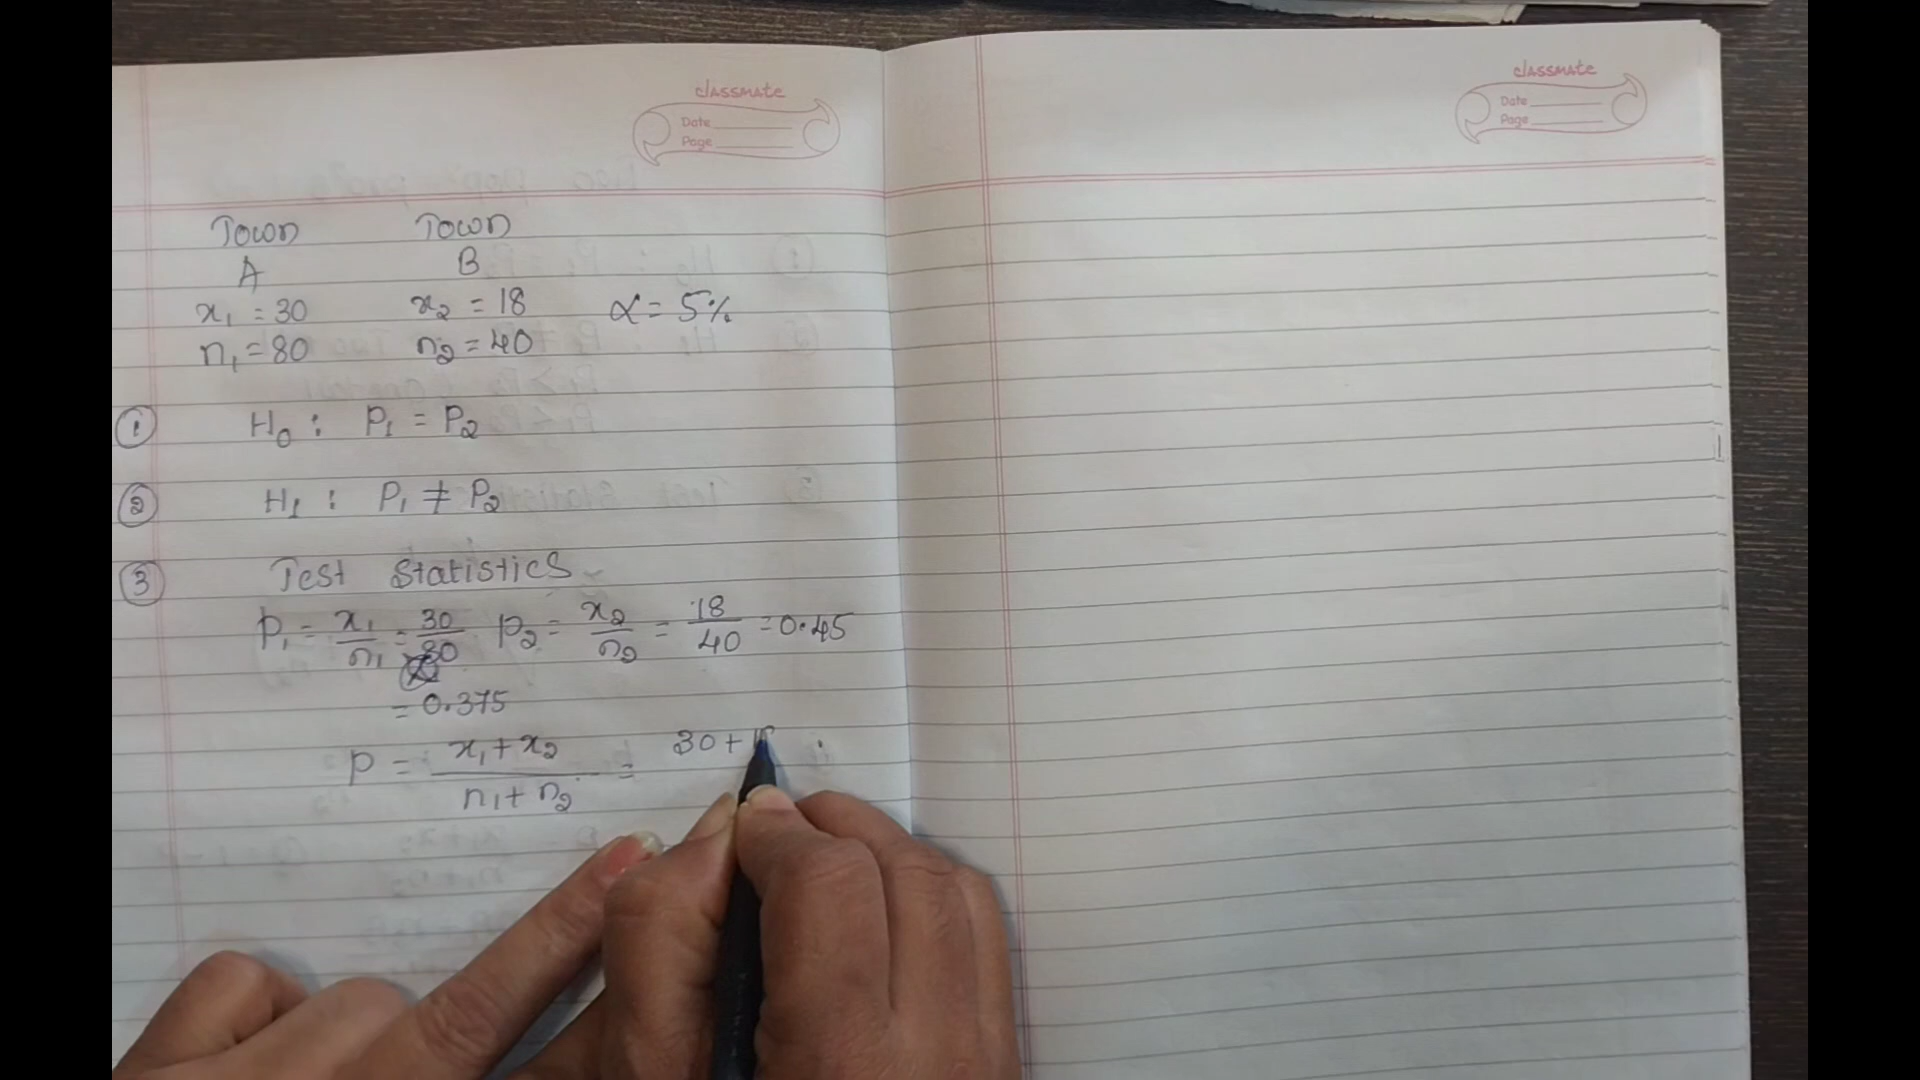 classmate
Date
Page
classmate
Date
Page
Town Town
A B
x₁ = 30 x₂ = 18 α = 5%
n₁ = 80 n₂ = 40
① H₀ : P₁ = P₂
② H₁ : P₁ ≠ P₂
③ Test Statistics
p₁ = x₁/n₁ = 30/80 p₂ = x₂/n₂ = 18/40 = 0.45
= 0.375
P = x₁+x₂/n₁+n₂ = 30+